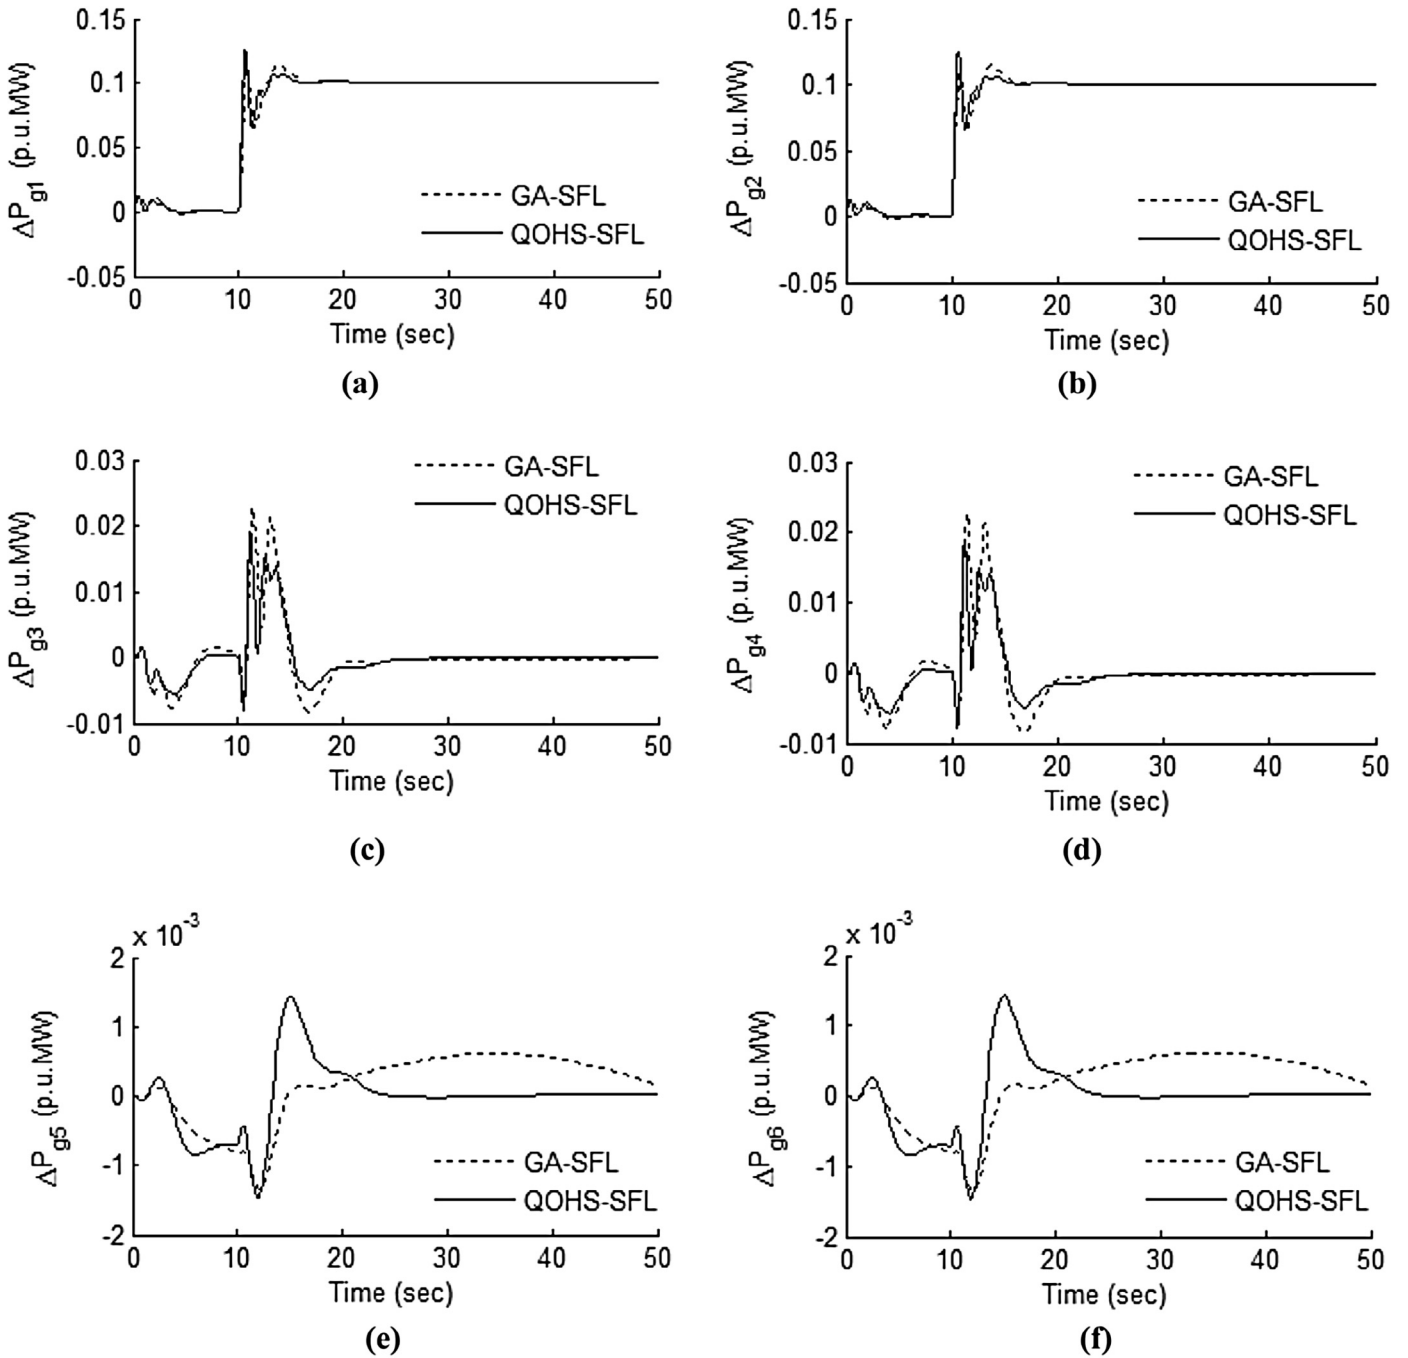 0.15
0.1
0.05
0
-0.05
ΔPg1 (p.u.MW)
GA-SFL
QOHS-SFL
0 10 20 30 40 50
Time (sec)
(a)
0.15
0.1
0.05
0
-0.05
ΔPg2 (p.u.MW)
GA-SFL
QOHS-SFL
0 10 20 30 40 50
Time (sec)
(b)
0.03
0.02
0.01
0
-0.01
ΔPg3 (p.u.MW)
GA-SFL
QOHS-SFL
0 10 20 30 40 50
Time (sec)
(c)
0.03
0.02
0.01
0
-0.01
ΔPg4 (p.u.MW)
GA-SFL
QOHS-SFL
0 10 20 30 40 50
Time (sec)
(d)
x 10-3
2
1
0
-1
-2
ΔPg5 (p.u.MW)
GA-SFL
QOHS-SFL
0 10 20 30 40 50
Time (sec)
(e)
x 10-3
2
1
0
-1
-2
ΔPg6 (p.u.MW)
GA-SFL
QOHS-SFL
0 10 20 30 40 50
Time (sec)
(f)